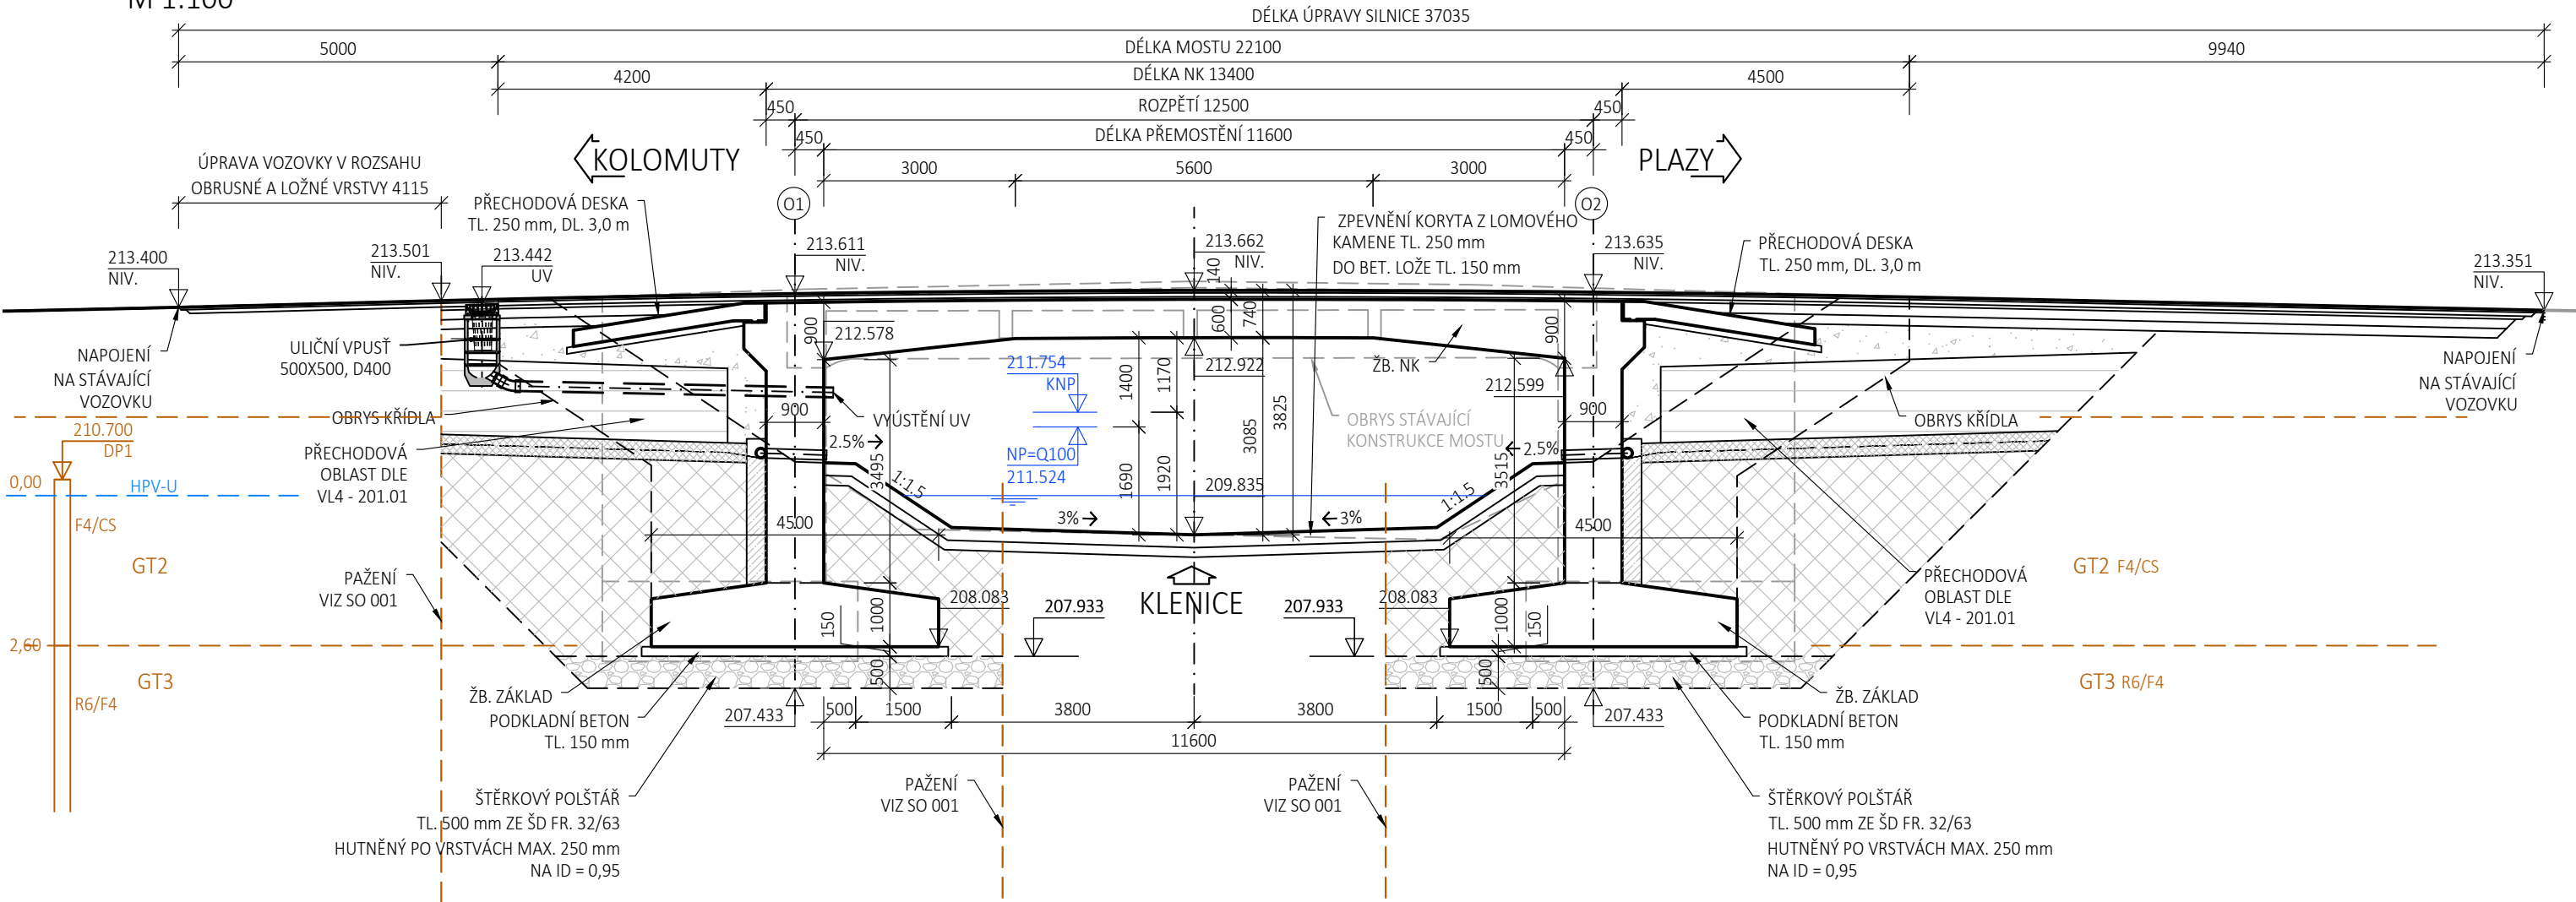 M 1:100
DÉLKA ÚPRAVY SILNICE 37035
5000
DÉLKA MOSTU 22100
9940
4200
DÉLKA NK 13400
4500
450
ROZPĚTÍ 12500
450
450
DÉLKA PŘEMOSTĚNÍ 11600
450
KOLOMUTY
PLAZY
3000
5600
3000
ÚPRAVA VOZOVKY V ROZSAHU
OBRUSNÉ A LOŽNÉ VRSTVY 4115
PŘECHODOVÁ DESKA
TL. 250 mm, DL. 3,0 m
O1
O2
ZPEVNĚNÍ KORYTA Z LOMOVÉHO
KAMENE TL. 250 mm
DO BET. LOŽE TL. 150 mm
PŘECHODOVÁ DESKA
TL. 250 mm, DL. 3,0 m
213.400
NIV.
213.501
NIV.
213.442
UV
213.611
NIV.
213.662
NIV.
213.635
NIV.
213.351
NIV.
140
600
740
900
900
212.578
212.922
212.599
NAPOJENÍ
NA STÁVAJÍCÍ
VOZOVKU
ULIČNÍ VPUSŤ
500X500, D400
211.754
KNP
1400
1170
3085
3825
ŽB. NK
NAPOJENÍ
NA STÁVAJÍCÍ
VOZOVKU
OBRYS KŘÍDLA
900
VYÚSTĚNÍ UV
OBRYS STÁVAJÍCÍ
KONSTRUKCE MOSTU
900
OBRYS KŘÍDLA
210.700
DP1
PŘECHODOVÁ
OBLAST DLE
VL4 - 201.01
2.5%
2.5%
NP=Q100
211.524
1690
1920
3495
3515
0,00
HPV-U
1:1.5
1:1.5
209.835
3%
3%
F4/CS
4500
4500
GT2
GT2 F4/CS
PAŽENÍ
VIZ SO 001
PŘECHODOVÁ
OBLAST DLE
VL4 - 201.01
KLENICE
208.083
207.933
207.933
208.083
150
1000
1000
150
2,60
500
500
GT3
R6/F4
GT3 R6/F4
ŽB. ZÁKLAD
PODKLADNÍ BETON
TL. 150 mm
207.433
500
1500
3800
3800
1500
500
207.433
ŽB. ZÁKLAD
PODKLADNÍ BETON
TL. 150 mm
11600
ŠTĚRKOVÝ POLŠTÁŘ
TL. 500 mm ZE ŠD FR. 32/63
HUTNĚNÝ PO VRSTVÁCH MAX. 250 mm
NA ID = 0,95
PAŽENÍ
VIZ SO 001
PAŽENÍ
VIZ SO 001
ŠTĚRKOVÝ POLŠTÁŘ
TL. 500 mm ZE ŠD FR. 32/63
HUTNĚNÝ PO VRSTVÁCH MAX. 250 mm
NA ID = 0,95